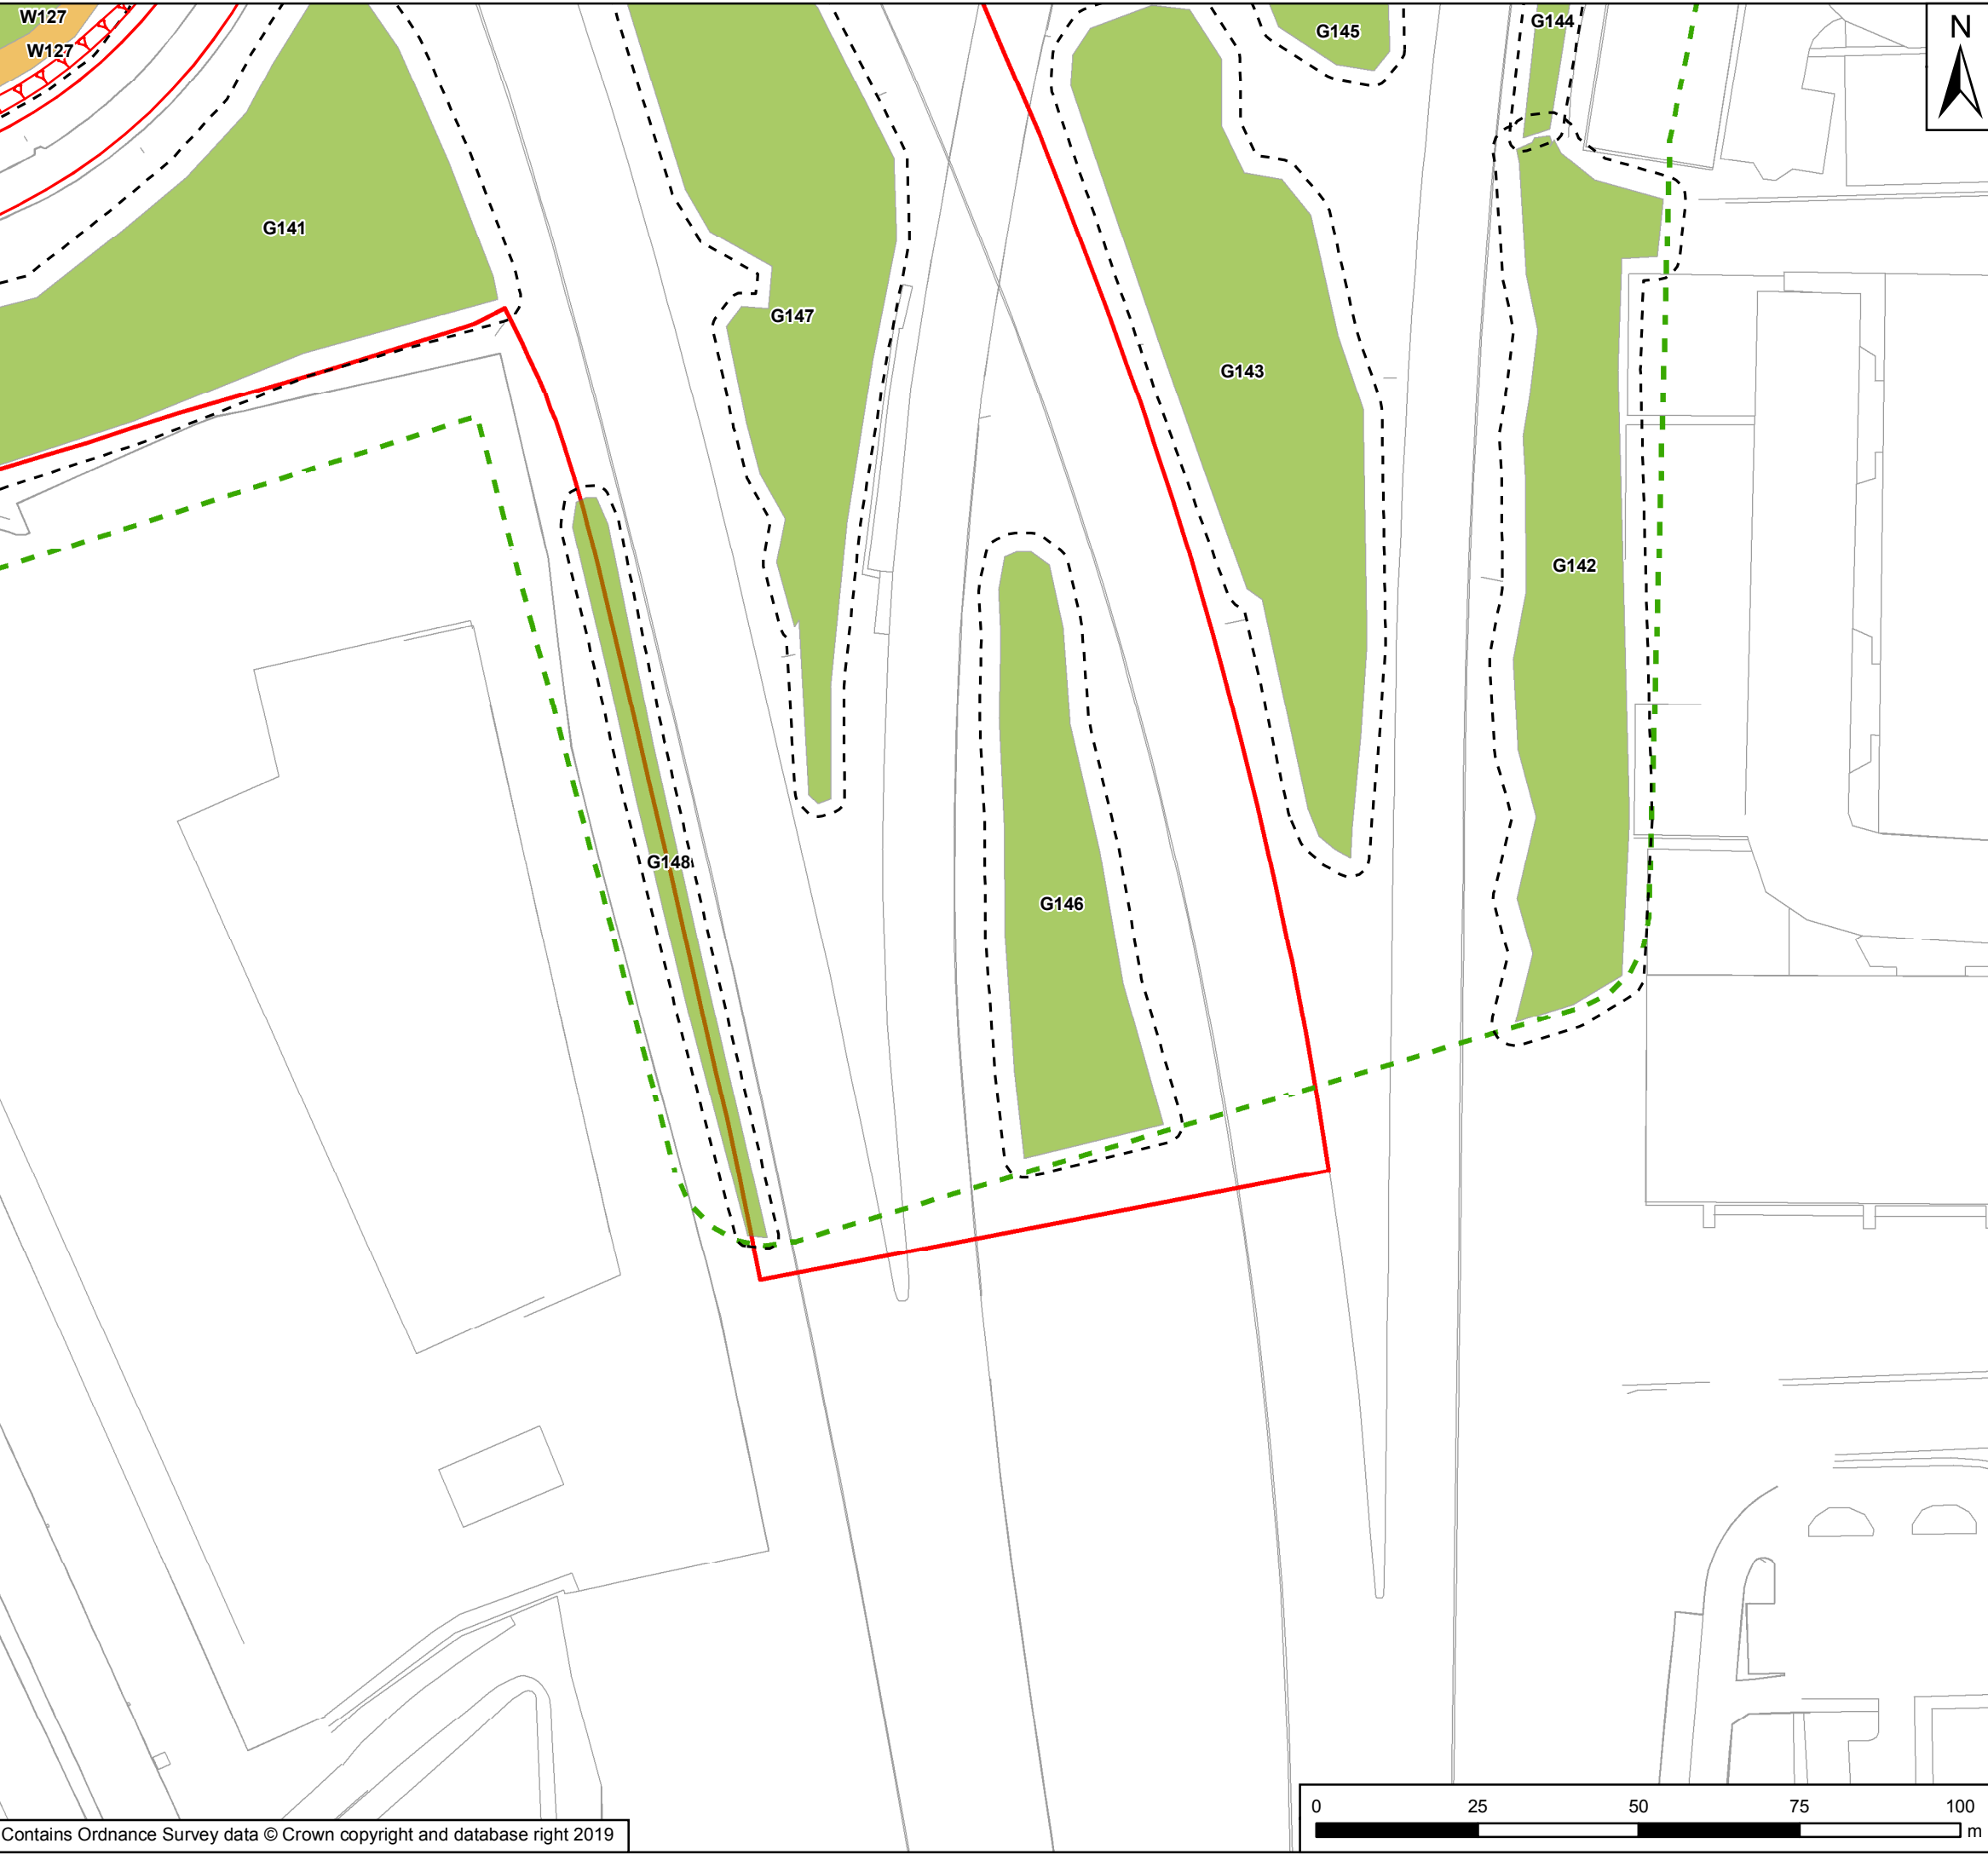 W127
W127
G144
G145
N
G141
G147
G143
G142
G148
G146
0 25 50 75 100
m
Contains Ordnance Survey data © Crown copyright and database right 2019